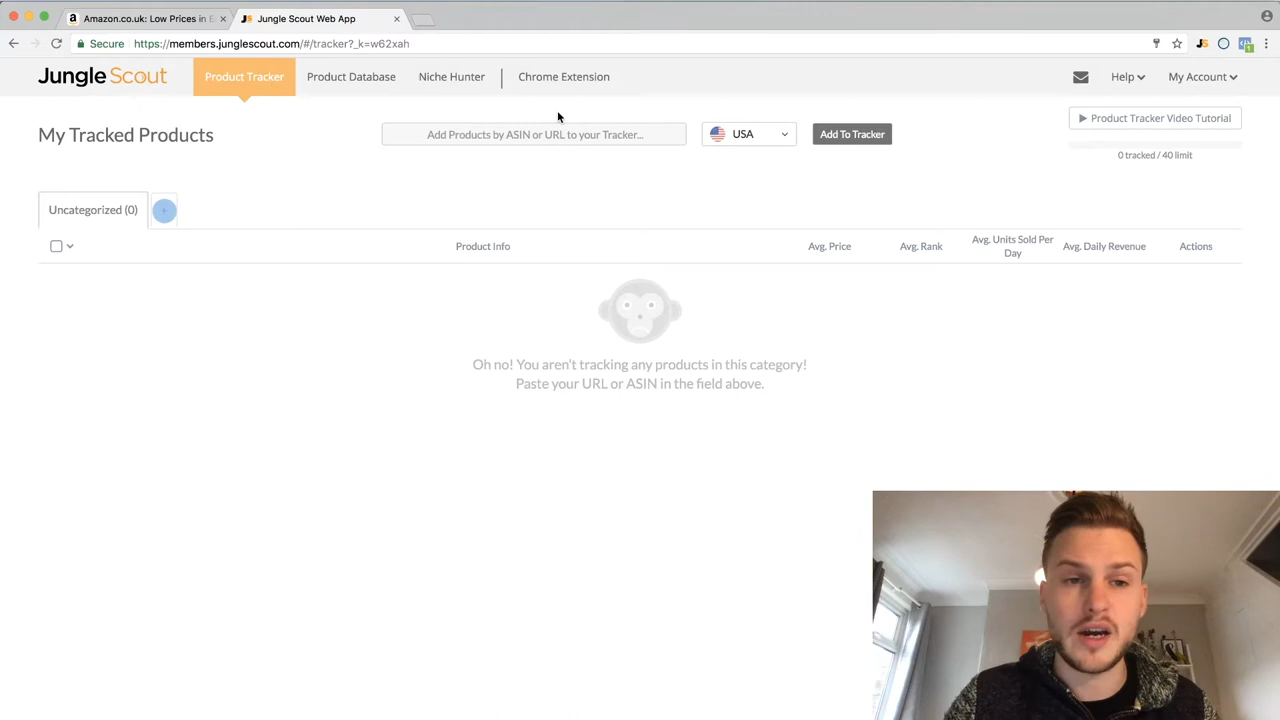 Amazon.co.uk: Low Prices in E
Jungle Scout Web App
Secure
https://members.junglescout.com/#/tracker?_k=w62xah
1
Jungle Scout
Product Tracker
Product Database
Niche Hunter
Chrome Extension
Help
My Account
My Tracked Products
Add Products by ASIN or URL to your Tracker...
USA
Add To Tracker
Product Tracker Video Tutorial
0 tracked / 40 limit
Uncategorized (0)
+
Product Info
Avg. Price
Avg. Rank
Avg. Units Sold Per
Day
Avg. Daily Revenue
Actions
Oh no! You aren't tracking any products in this category!
Paste your URL or ASIN in the field above.